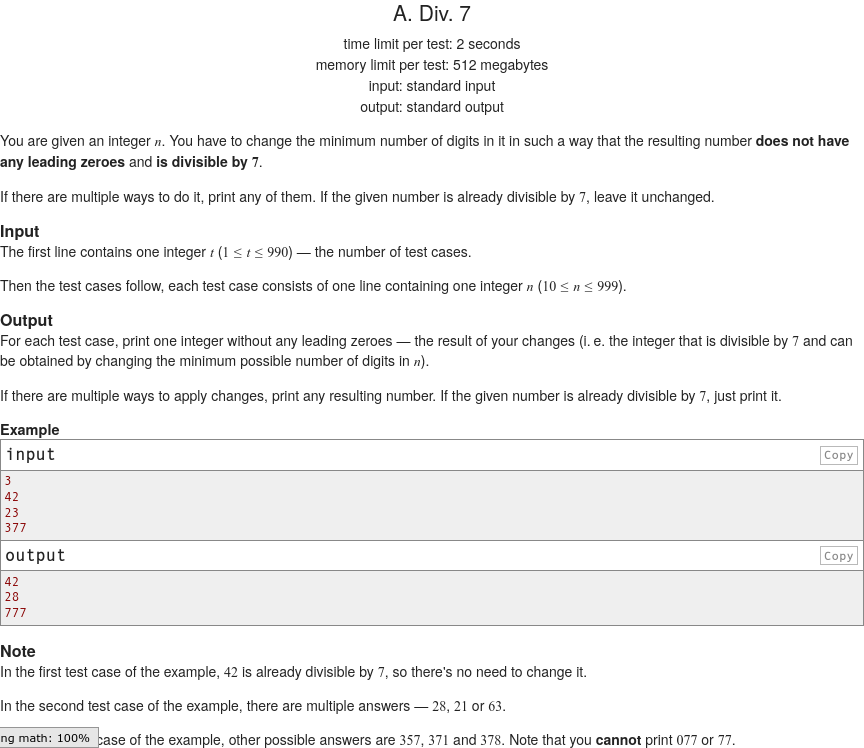 A. Div. 7
time limit per test: 2 seconds
memory limit per test: 512 megabytes
input: standard input
output: standard output
You are given an integer n. You have to change the minimum number of digits in it in such a way that the resulting number does not have
any leading zeroes and is divisible by 7.
If there are multiple ways to do it, print any of them. If the given number is already divisible by 7, leave it unchanged.
Input
The first line contains one integer t (1 ≤ t ≤ 990) — the number of test cases.
Then the test cases follow, each test case consists of one line containing one integer n (10 ≤ n ≤ 999).
Output
For each test case, print one integer without any leading zeroes — the result of your changes (i. e. the integer that is divisible by 7 and can
be obtained by changing the minimum possible number of digits in n).
If there are multiple ways to apply changes, print any resulting number. If the given number is already divisible by 7, just print it.
Example
input Copy
3
42
23
377
output Copy
42
28
777
Note
In the first test case of the example, 42 is already divisible by 7, so there's no need to change it.
In the second test case of the example, there are multiple answers — 28, 21 or 63.
ng math: 100% case of the example, other possible answers are 357, 371 and 378. Note that you cannot print 077 or 77.